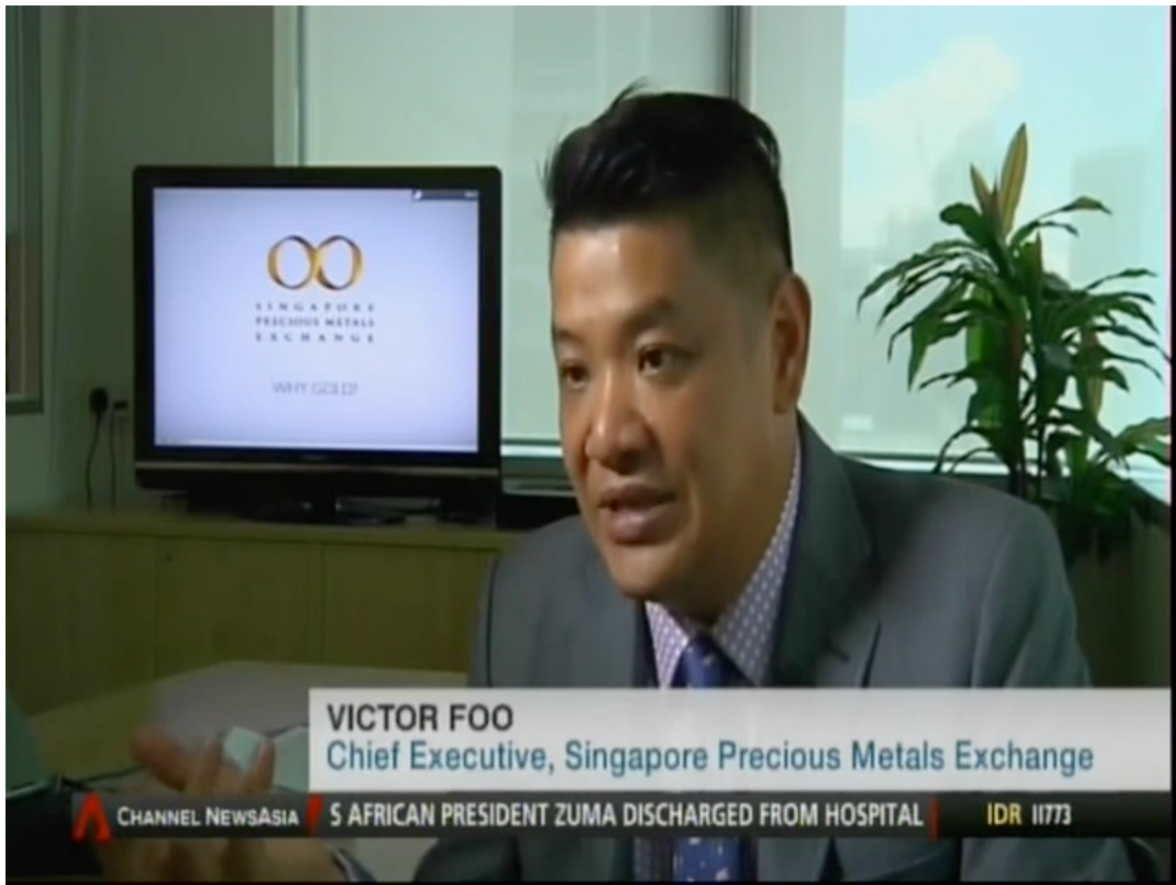 SINGAPORE
PRECIOUS METALS
EXCHANGE
WHY GOLD?
VICTOR FOO
Chief Executive, Singapore Precious Metals Exchange
CHANNEL NEWSASIA S AFRICAN PRESIDENT ZUMA DISCHARGED FROM HOSPITAL IDR 11773